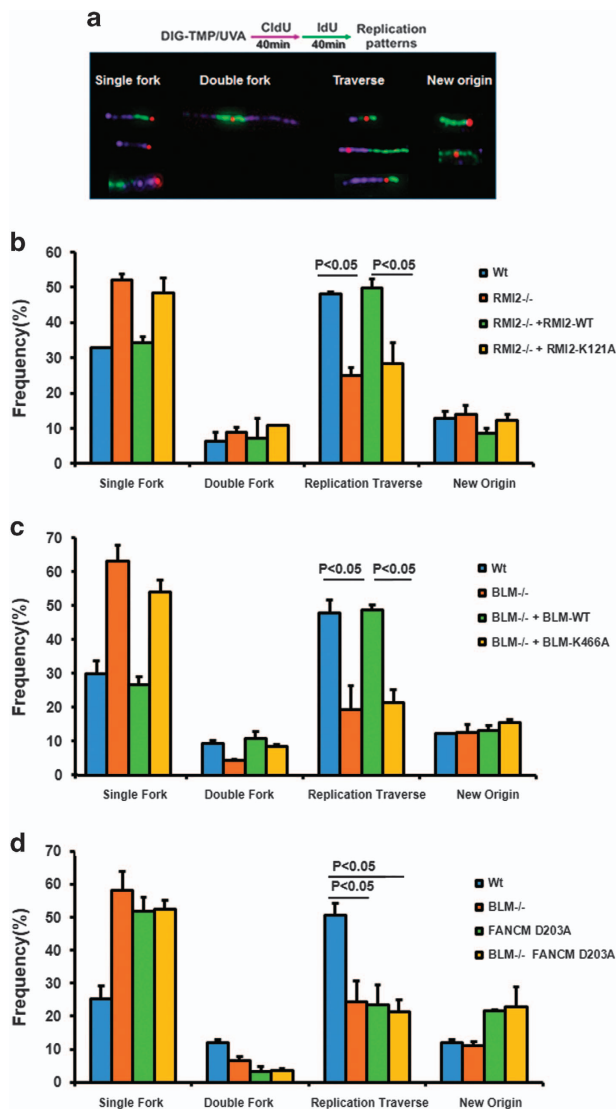 a
DIG-TMP/UVA CldU IdU Replication
40min 40min patterns
Single fork Double fork Traverse New origin
b
60
50
40
30
20
10
0
Frequency(%)
P<0.05 P<0.05
Wt
RMI2-/-
RMI2-/- +RMI2-WT
RMI2-/- + RMI2-K121A
Single Fork Double Fork Replication Traverse New Origin
c
70
60
50
40
30
20
10
0
Frequency(%)
P<0.05 P<0.05
Wt
BLM-/-
BLM-/- + BLM-WT
BLM-/- + BLM-K466A
Single Fork Double Fork Replication Traverse New Origin
d
70
60
50
40
30
20
10
0
Frequency(%)
P<0.05
P<0.05
Wt
BLM-/-
FANCM D203A
BLM-/- FANCM D203A
Single Fork Double Fork Replication Traverse New Origin